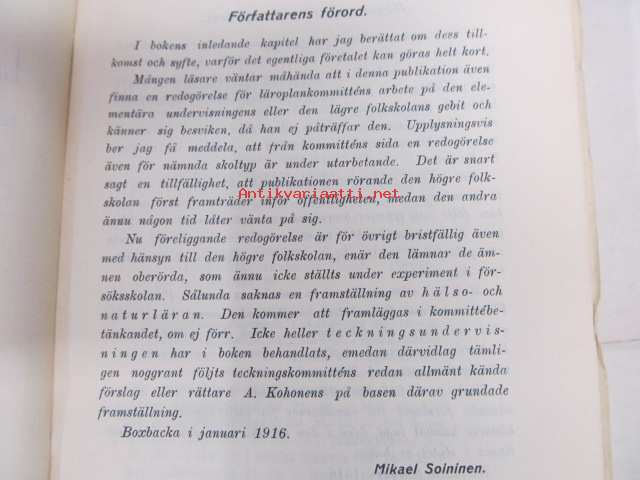 Författarens förord.
I bokens inledande kapitel har jag berättat om dess till-
komst och syfte, varför det egentliga företalet kan göras helt kort.
Mången läsare väntar måhända att i denna publikation även
finna en redogörelse för läroplankommitténs arbete på den ele-
mentära undervisningens eller den lägre folkskolans gebit och
känner sig besviken, då han ej påträffar den. Upplysningsvis
ber jag få meddela, att från kommitténs sida en redogörelse
även för nämnda skoltyp är under utarbetande. Det är snart
sagt en tillfällighet, att publikationen rörande den högre folk-
Antikvariaatti.net
skolan först framträder inför offentligheten, medan den andra
ännu någon tid låter vänta på sig.
Nu föreliggande redogörelse är för övrigt bristfällig även
med hänsyn till den högre folkskolan, enär den lämnar de äm-
nen oberörda, som ännu icke ställts under experiment i för-
söksskolan. Sålunda saknas en framställning av hälso- och
naturläran. Den kommer att framläggas i kommittébe-
tänkandet, om ej förr. Icke heller teckningsundervis-
ningen har i boken behandlats, emedan därvidlag tämli-
gen noggrant följts teckningskommitténs redan allmänt kända
förslag eller rättare A. Kohonens på basen därav grundade
framställning.
Boxbacka i januari 1916.
Mikael Soininen.